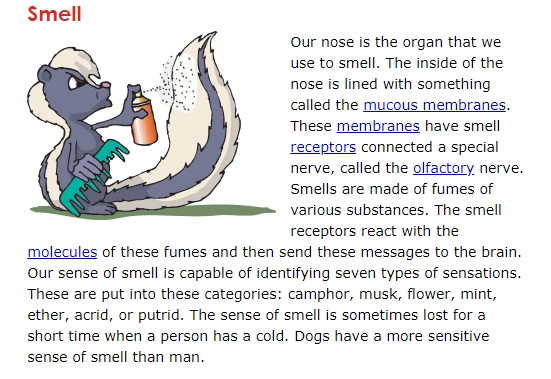 Smell
Our nose is the organ that we
use to smell. The inside of the
nose is lined with something
called the mucous membranes.
These membranes have smell
receptors connected a special
nerve, called the olfactory nerve.
Smells are made of fumes of
various substances. The smell
receptors react with the
molecules of these fumes and then send these messages to the brain.
Our sense of smell is capable of identifying seven types of sensations.
These are put into these categories: camphor, musk, flower, mint,
ether, acrid, or putrid. The sense of smell is sometimes lost for a
short time when a person has a cold. Dogs have a more sensitive
sense of smell than man.